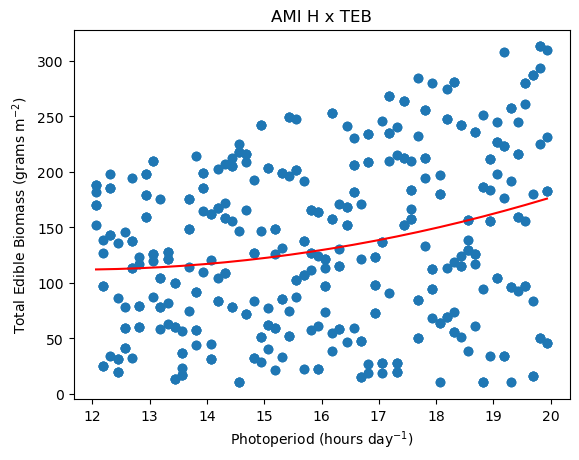 AMI H x TEB
Total Edible Biomass (grams m⁻²)
300
250
200
150
100
50
0
12 13 14 15 16 17 18 19 20
Photoperiod (hours day⁻¹)